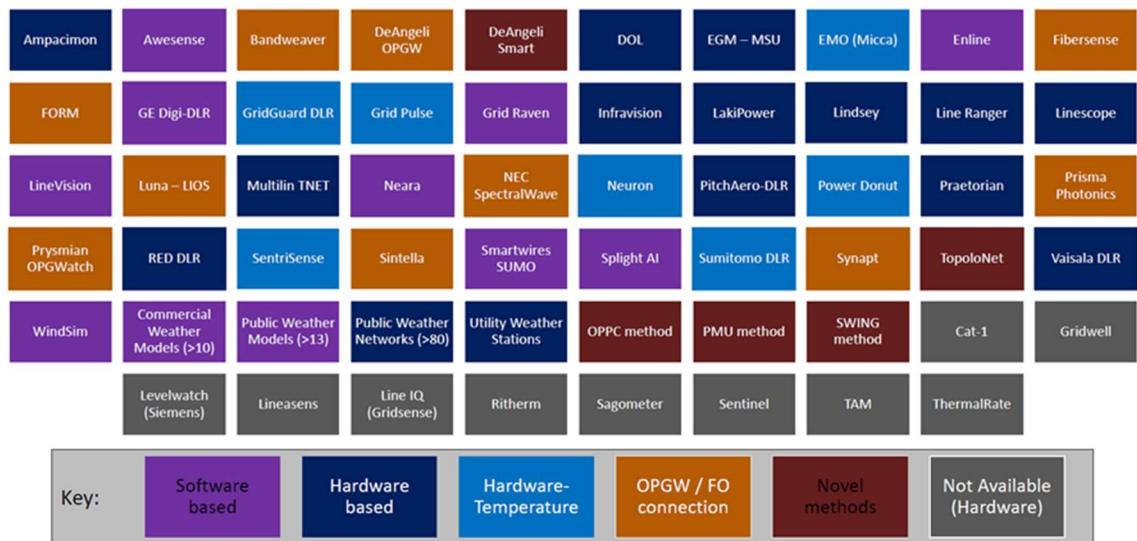 Ampacimon
Awesense
Bandweaver
DeAngeli
OPGW
DeAngeli
Smart
DOL
EGM – MSU
EMO (Micca)
Enline
Fibersense
FORM
GE Digi-DLR
GridGuard DLR
Grid Pulse
Grid Raven
Infravision
LakiPower
Lindsey
Line Ranger
Linescope
LineVision
Luna – LIOS
Multilin TNET
Neara
NEC
SpectralWave
Neuron
PitchAero-DLR
Power Donut
Praetorian
Prisma
Photonics
Prysmian
OPGWatch
RED DLR
SentriSense
Sintella
Smartwires
SUMO
Splight AI
Sumitomo DLR
Synapt
TopoloNet
Vaisala DLR
WindSim
Commercial
Weather
Models (>10)
Public Weather
Models (>13)
Public Weather
Networks (>80)
Utility Weather
Stations
OPPC method
PMU method
SWING
method
Cat-1
Gridwell
Levelwatch
(Siemens)
Lineasens
Line IQ
(Gridsense)
Ritherm
Sagometer
Sentinel
TAM
ThermalRate
Key:
Software
based
Hardware
based
Hardware-
Temperature
OPGW / FO
connection
Novel
methods
Not Available
(Hardware)